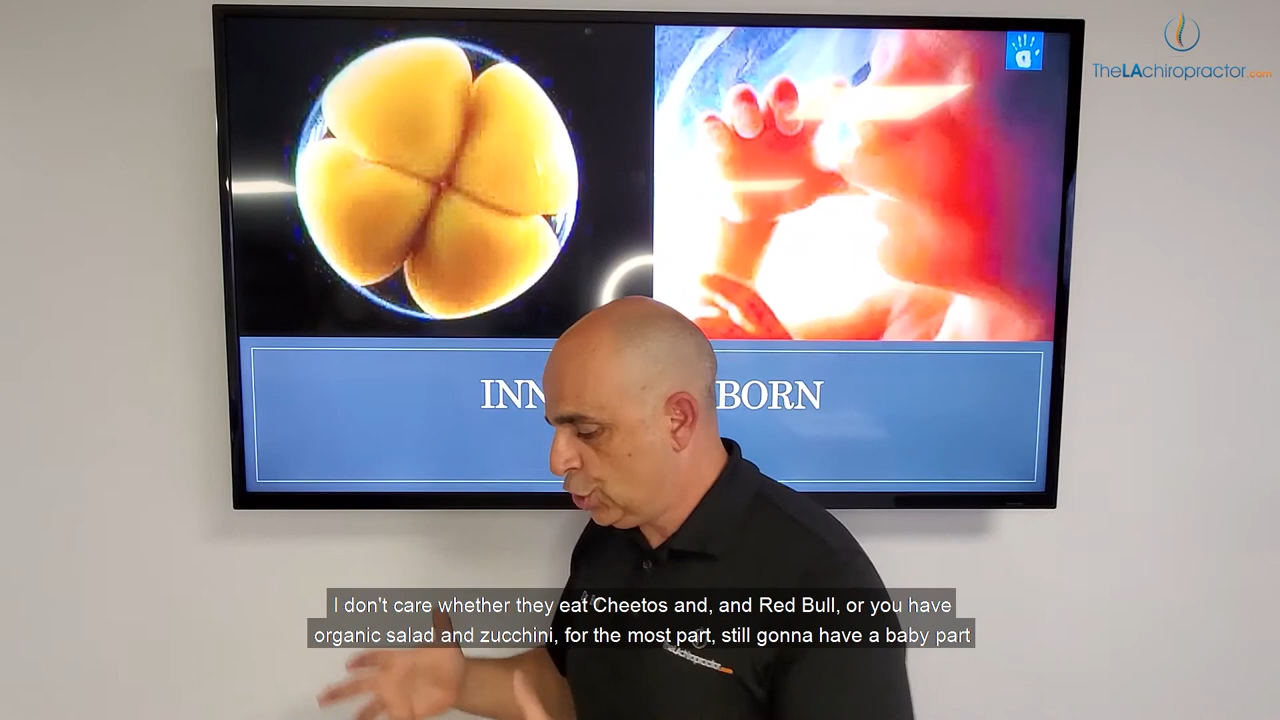 TheLAchiropractor.com
INN BORN
I don't care whether they eat Cheetos and, and Red Bull, or you have
organic salad and zucchini, for the most part, still gonna have a baby part